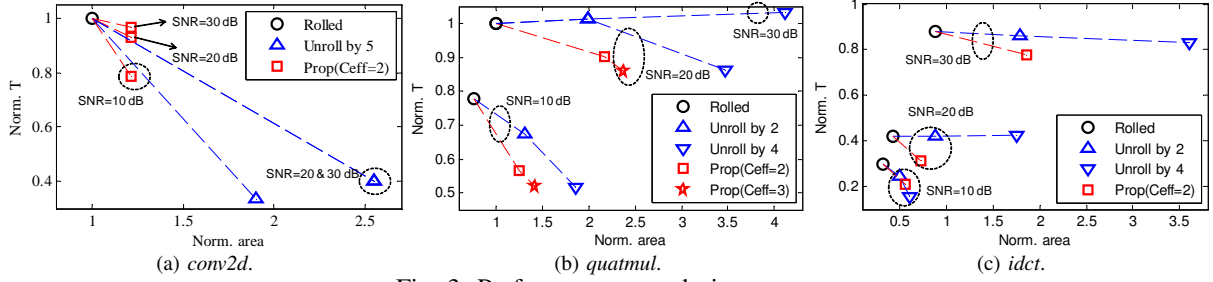 1
0.8
0.6
0.4
1
1.5
2
2.5
Norm. T
Norm. area
SNR=30 dB
SNR=20 dB
SNR=10 dB
SNR=20 & 30 dB
Rolled
Unroll by 5
Prop(Ceff=2)
(a) conv2d.
1
0.9
0.8
0.7
0.6
0.5
1
1.5
2
2.5
3
3.5
4
Norm. T
Norm. area
SNR=30 dB
SNR=20 dB
SNR=10 dB
Rolled
Unroll by 2
Unroll by 4
Prop(Ceff=2)
Prop(Ceff=3)
(b) quatmul.
1
0.8
0.6
0.4
0.2
0.5
1
1.5
2
2.5
3
3.5
Norm. T
Norm. area
SNR=30 dB
SNR=20 dB
SNR=10 dB
Rolled
Unroll by 2
Unroll by 4
Prop(Ceff=2)
(c) idct.